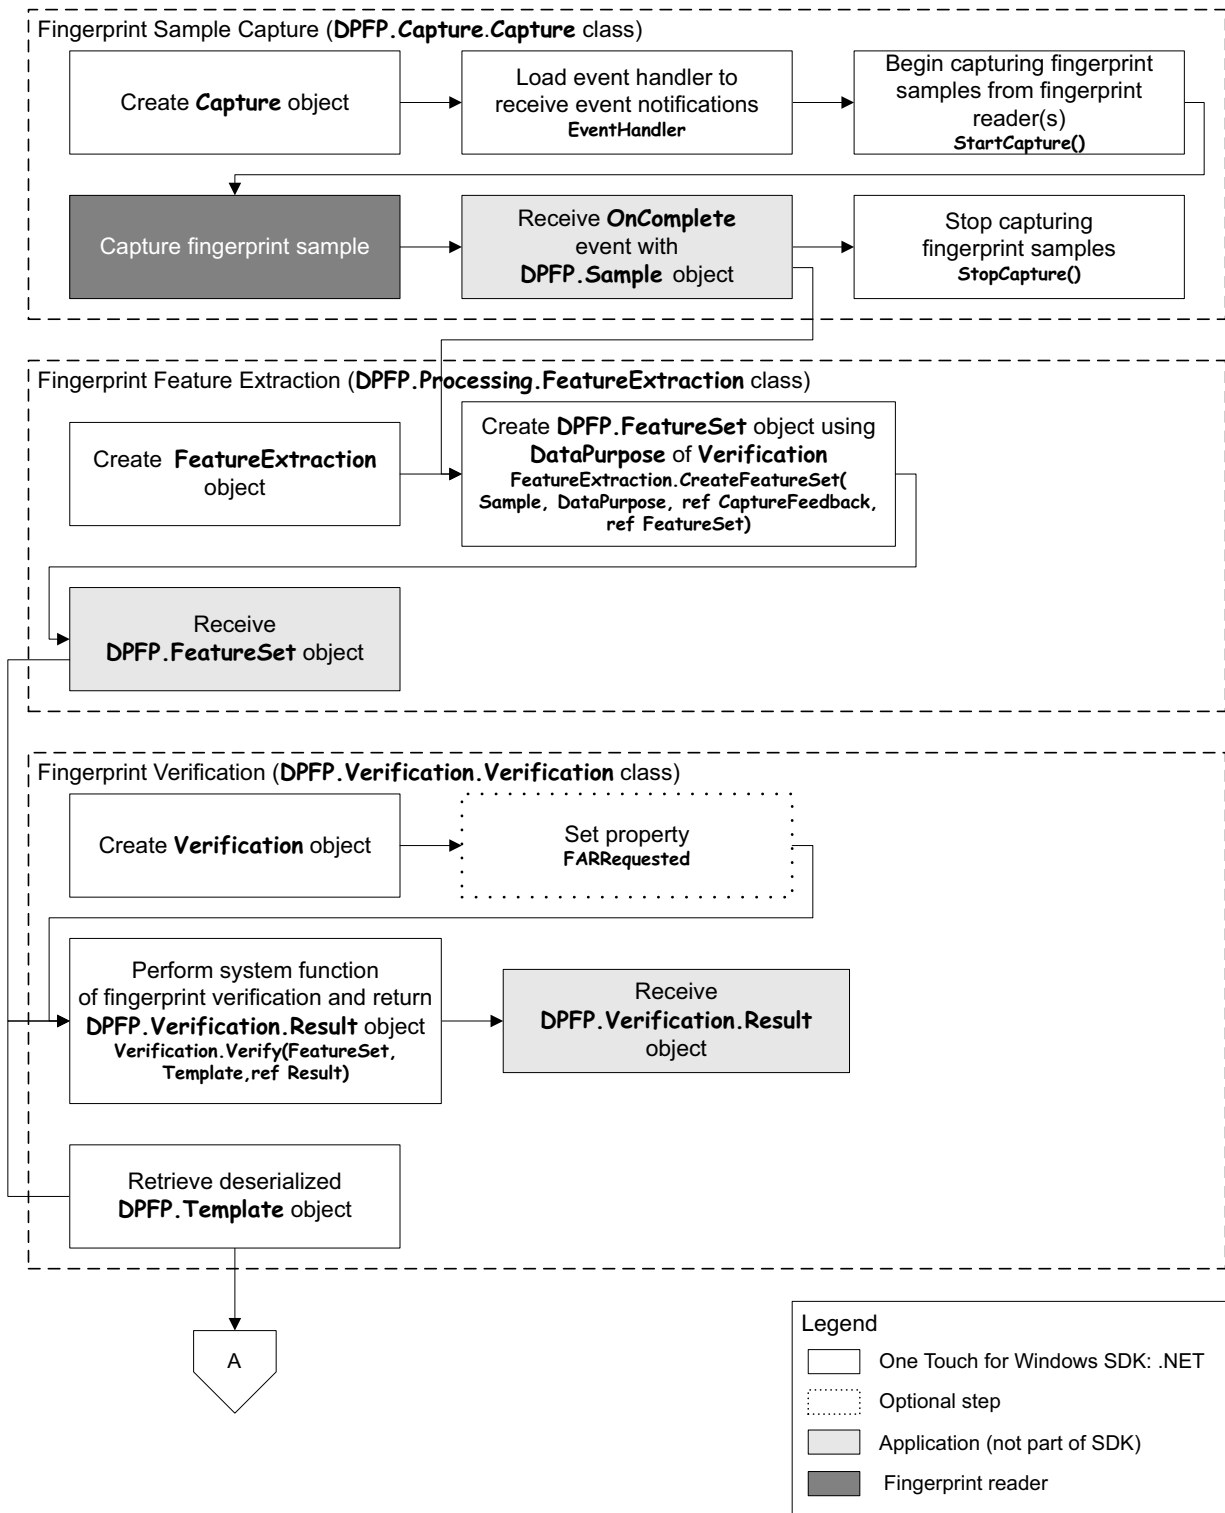 Fingerprint Sample Capture (DPFP.Capture.Capture class)
Create Capture object
Load event handler to
receive event notifications
EventHandler
Begin capturing fingerprint
samples from fingerprint
reader(s)
StartCapture()
Capture fingerprint sample
Receive OnComplete
event with
DPFP.Sample object
Stop capturing
fingerprint samples
StopCapture()
Fingerprint Feature Extraction (DPFP.Processing.FeatureExtraction class)
Create FeatureExtraction
object
Create DPFP.FeatureSet object using
DataPurpose of Verification
FeatureExtraction.CreateFeatureSet(
Sample, DataPurpose, ref CaptureFeedback,
ref FeatureSet)
Receive
DPFP.FeatureSet object
Fingerprint Verification (DPFP.Verification.Verification class)
Create Verification object
Set property
FARRequested
Perform system function
of fingerprint verification and return
DPFP.Verification.Result object
Verification.Verify(FeatureSet,
Template,ref Result)
Receive
DPFP.Verification.Result
object
Retrieve deserialized
DPFP.Template object
A
Legend
One Touch for Windows SDK: .NET
Optional step
Application (not part of SDK)
Fingerprint reader